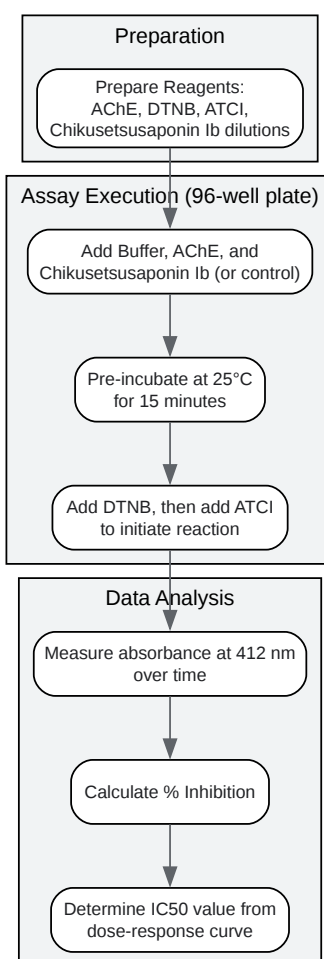 Preparation
Prepare Reagents:
AChE, DTNB, ATCI,
Chikusetsusaponin Ib dilutions
Assay Execution (96-well plate)
Add Buffer, AChE, and
Chikusetsusaponin Ib (or control)
Pre-incubate at 25°C
for 15 minutes
Add DTNB, then add ATCI
to initiate reaction
Data Analysis
Measure absorbance at 412 nm
over time
Calculate % Inhibition
Determine IC50 value from
dose-response curve